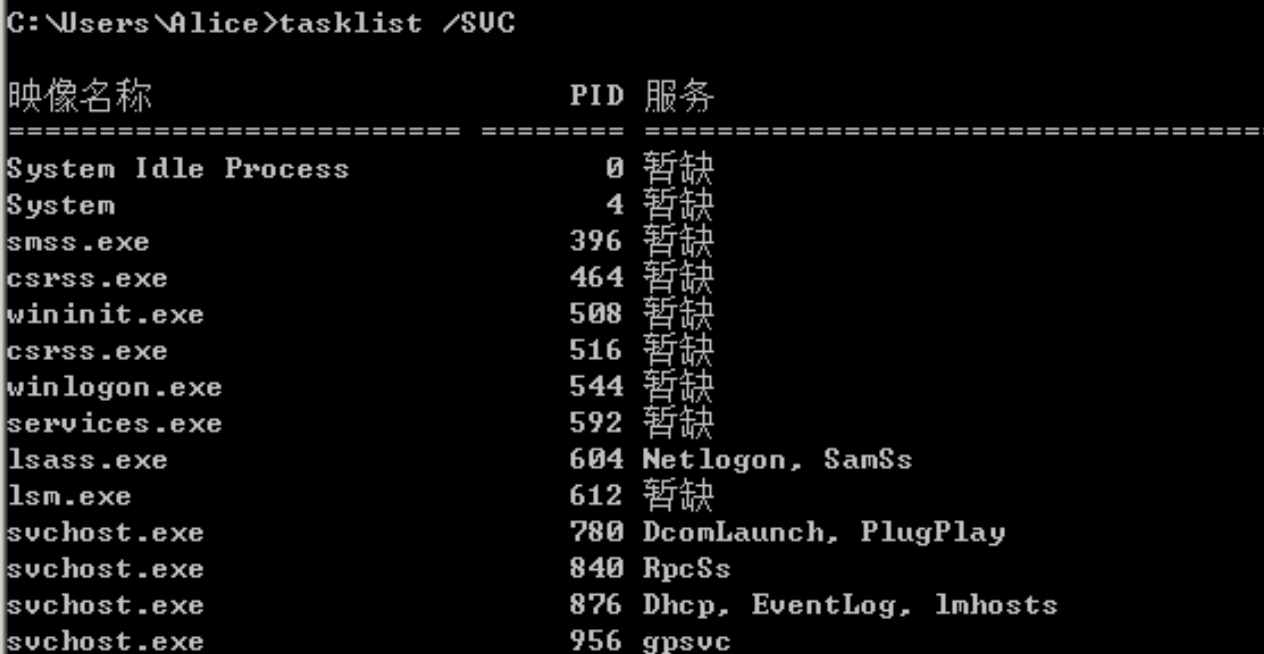 C:\Users\Alice>tasklist /SVC
映像名称 PID 服务
========================= ======== ==================================
System Idle Process 0 暂缺
System 4 暂缺
smss.exe 396 暂缺
csrss.exe 464 暂缺
wininit.exe 508 暂缺
csrss.exe 516 暂缺
winlogon.exe 544 暂缺
services.exe 592 暂缺
lsass.exe 604 Netlogon, SamSs
lsm.exe 612 暂缺
svchost.exe 780 DcomLaunch, PlugPlay
svchost.exe 840 RpcSs
svchost.exe 876 Dhcp, EventLog, lmhosts
svchost.exe 956 gpsvc